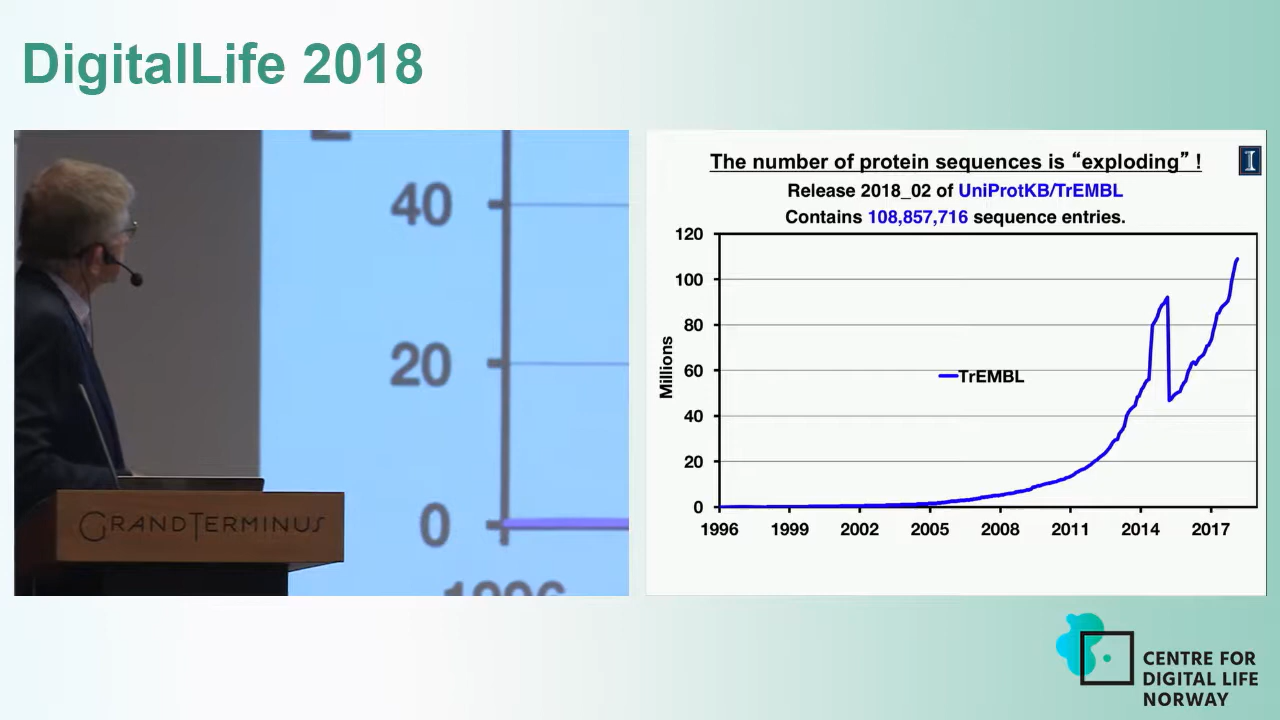 DigitalLife 2018
40
20
0
1996
GRANDTERMINUS
The number of protein sequences is “exploding” !
I
Release 2018_02 of UniProtKB/TrEMBL
Contains 108,857,716 sequence entries.
120
100
80
60
40
20
0
Millions
TrEMBL
1996 1999 2002 2005 2008 2011 2014 2017
CENTRE FOR
DIGITAL LIFE
NORWAY